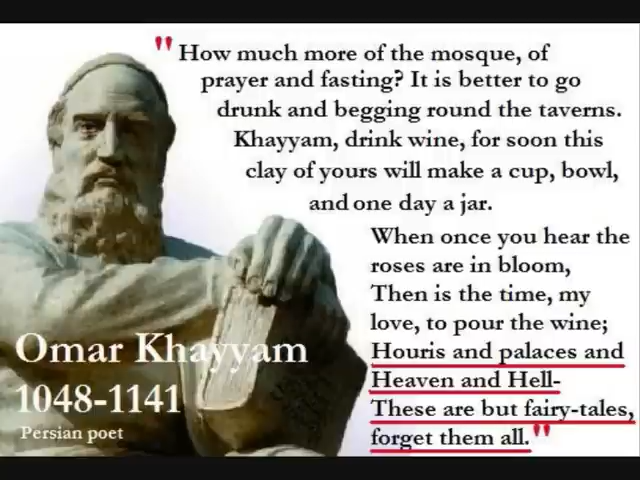 "How much more of the mosque, of
prayer and fasting? It is better to go
drunk and begging round the taverns.
Khayyam, drink wine, for soon this
clay of yours will make a cup, bowl,
and one day a jar.
When once you hear the
roses are in bloom,
Then is the time, my
love, to pour the wine;
Houris and palaces and
Heaven and Hell-
These are but fairy-tales,
forget them all."
Omar Khayyam
1048-1141
Persian poet